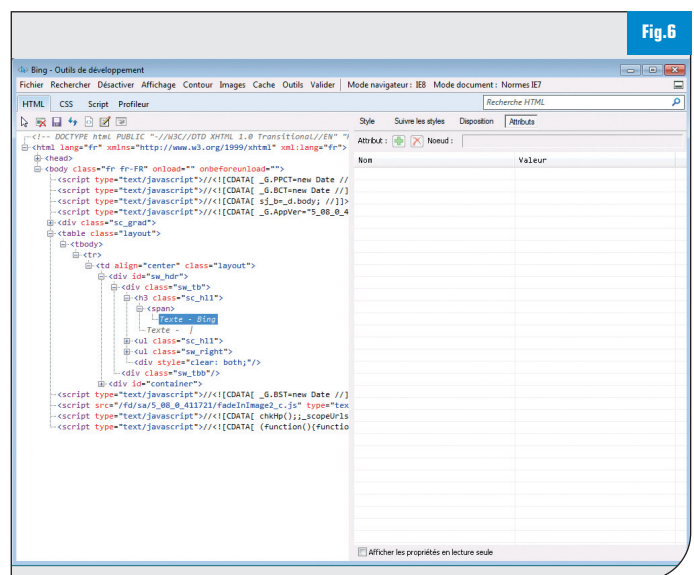 Fig.6
Bing - Outils de développement
Fichier Rechercher Désactiver Affichage Contour Images Cache Outils Valider Mode navigateur : IE8 Mode document : Normes IE7
HTML CSS Script Profileur
Recherche HTML
Style Suivre les styles Disposition Attributs
Attribut : Noeud :
Nom Valeur
<!-- DOCTYPE html PUBLIC "-//W3C//DTD XHTML 1.0 Transitional//EN" "
<html lang="fr" xmlns="http://www.w3.org/1999/xhtml" xml:lang="fr">
<head>
<body class="fr fr-FR" onload="" onbeforeunload="">
<script type="text/javascript">//<![CDATA[ _G.PPCT=new Date //
<script type="text/javascript">//<![CDATA[ _G.BCT=new Date //]
<script type="text/javascript">//<![CDATA[ sj_b=_d.body; //]]>
<script type="text/javascript">//<![CDATA[ _G.AppVer="5_08_0_4
<div class="sc_grad">
<table class="layout">
<tbody>
<tr>
<td align="center" class="layout">
<div id="sw_hdr">
<div class="sw_tb">
<h3 class="sc_hl1">
<span>
Texte - Bing
Texte - |
<ul class="sc_hl1">
<ul class="sw_right">
<div style="clear: both;"/>
<div class="sw_tbb"/>
<div id="container">
<script type="text/javascript">//<![CDATA[ _G.BST=new Date //]
<script src="/fd/sa/5_08_0_411721/fadeInImage2_c.js" type="tex
<script type="text/javascript">//<![CDATA[ chkHp();;_scopeUrls
<script type="text/javascript">//<![CDATA[ (function(){functio
Afficher les propriétés en lecture seule